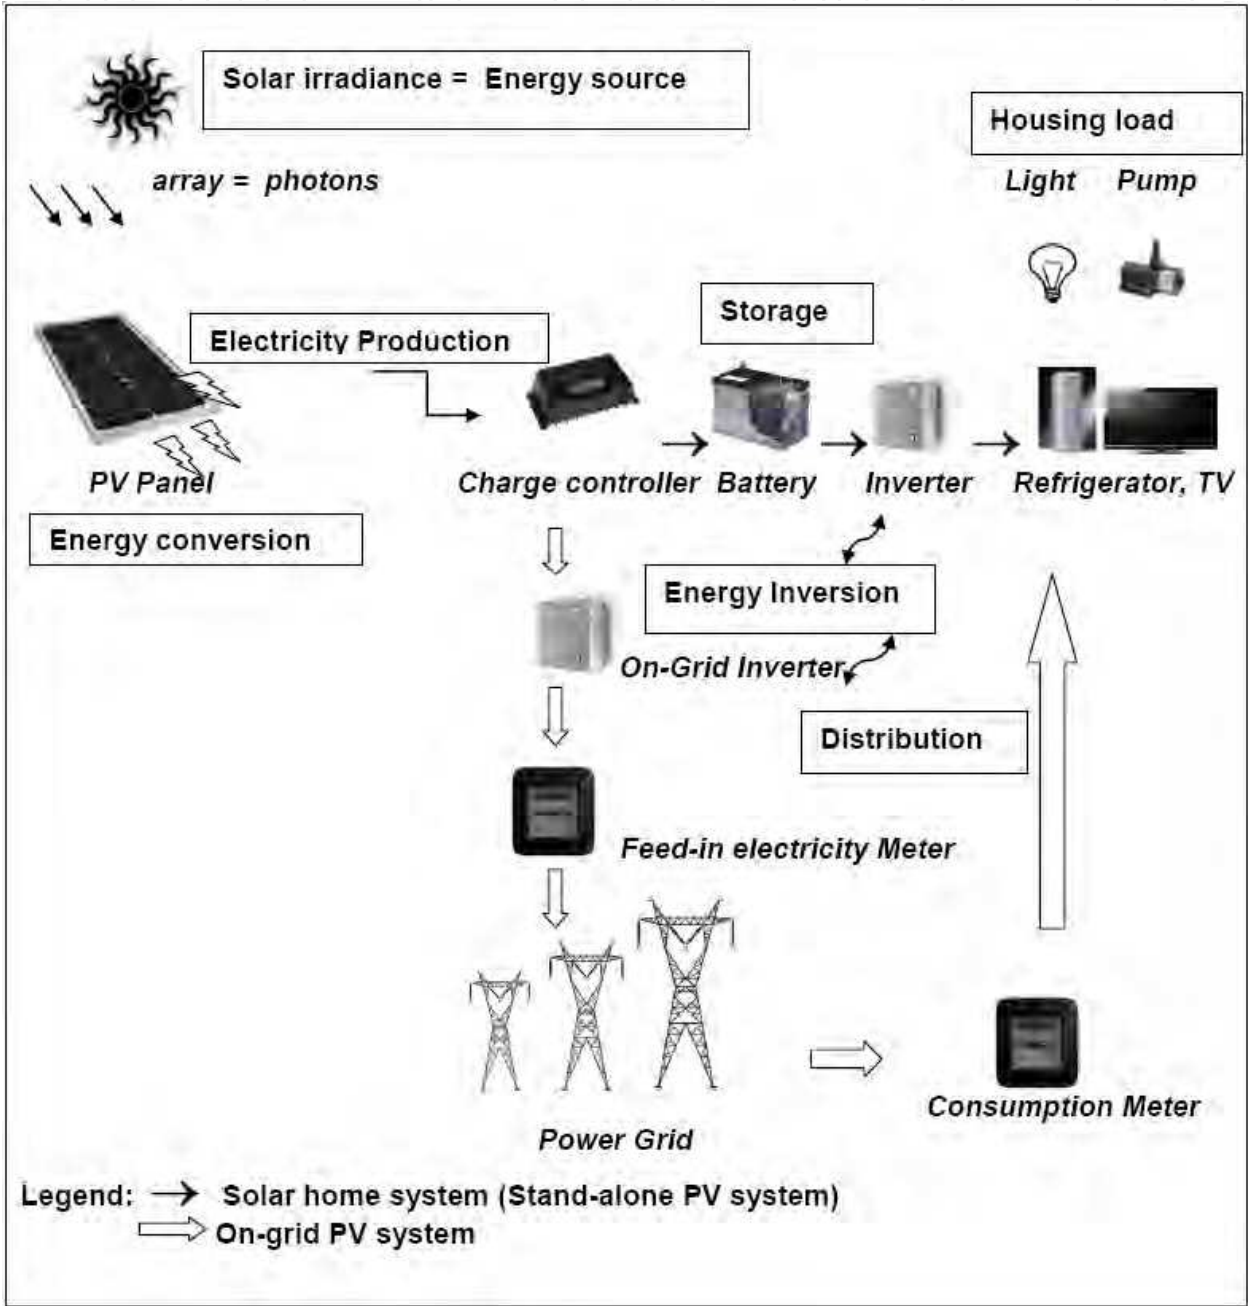 Solar irradiance = Energy source
Housing load
array = photons
Light Pump
Storage
Electricity Production
PV Panel
Charge controller Battery Inverter Refrigerator, TV
Energy conversion
Energy Inversion
On-Grid Inverter
Distribution
Feed-in electricity Meter
Consumption Meter
Power Grid
Legend: → Solar home system (Stand-alone PV system)
On-grid PV system